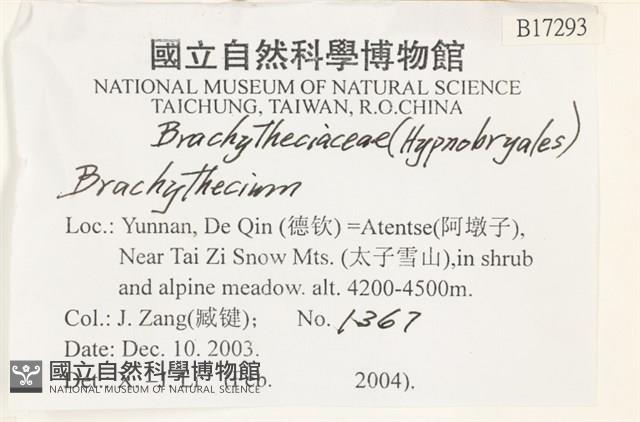 B17293
國立自然科學博物館
NATIONAL MUSEUM OF NATURAL SCIENCE
TAICHUNG, TAIWAN, R.O.CHINA
Brachytheciaceae (Hypnobryales)
Brachythecium
Loc.: Yunnan, De Qin (德钦) =Atentse(阿墩子),
Near Tai Zi Snow Mts. (太子雪山),in shrub
and alpine meadow. alt. 4200-4500m.
Col.: J. Zang(臧键); No. 1367
Date: Dec. 10. 2003.
國立自然科學博物館
NATIONAL MUSEUM OF NATURAL SCIENCE
2004).